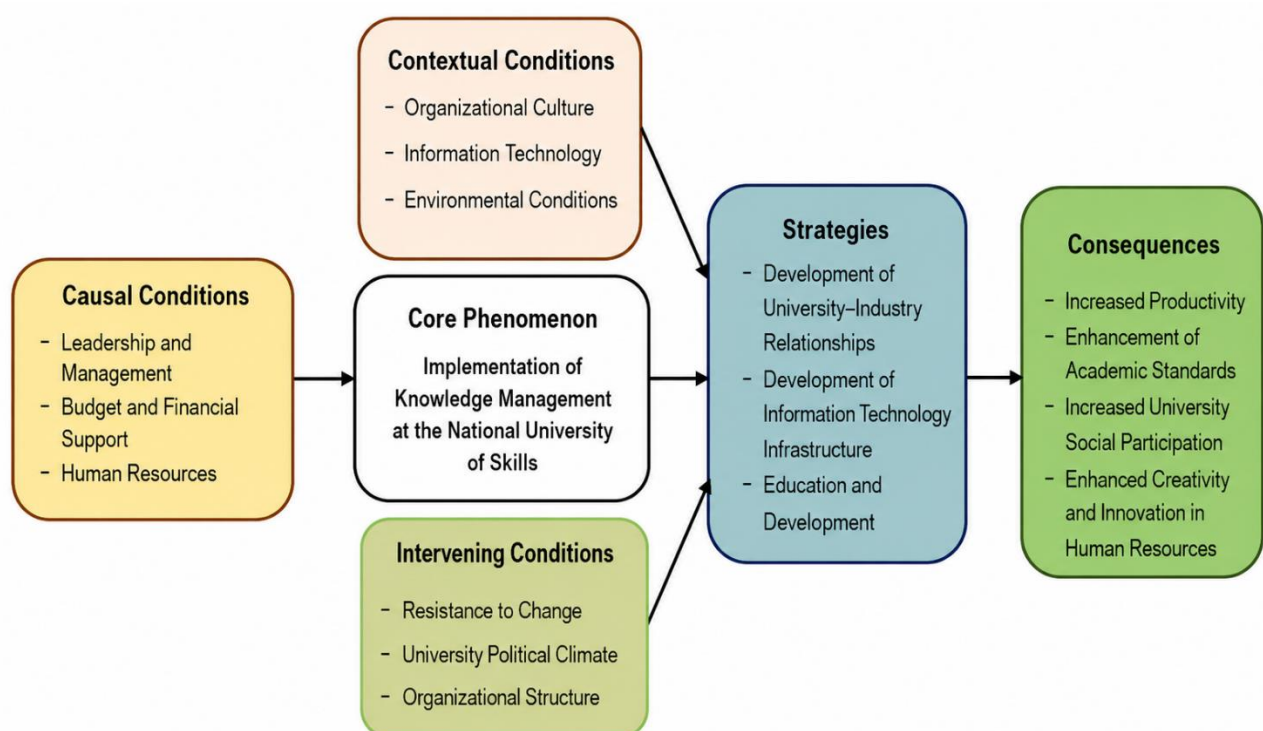 Contextual Conditions
- Organizational Culture
- Information Technology
- Environmental Conditions
Causal Conditions
- Leadership and
Management
- Budget and Financial
Support
- Human Resources
Core Phenomenon
Implementation of
Knowledge Management
at the National University
of Skills
Intervening Conditions
- Resistance to Change
- University Political Climate
- Organizational Structure
Strategies
- Development of
University–Industry
Relationships
- Development of
Information Technology
Infrastructure
- Education and
Development
Consequences
- Increased Productivity
- Enhancement of
Academic Standards
- Increased University
Social Participation
- Enhanced Creativity
and Innovation in
Human Resources